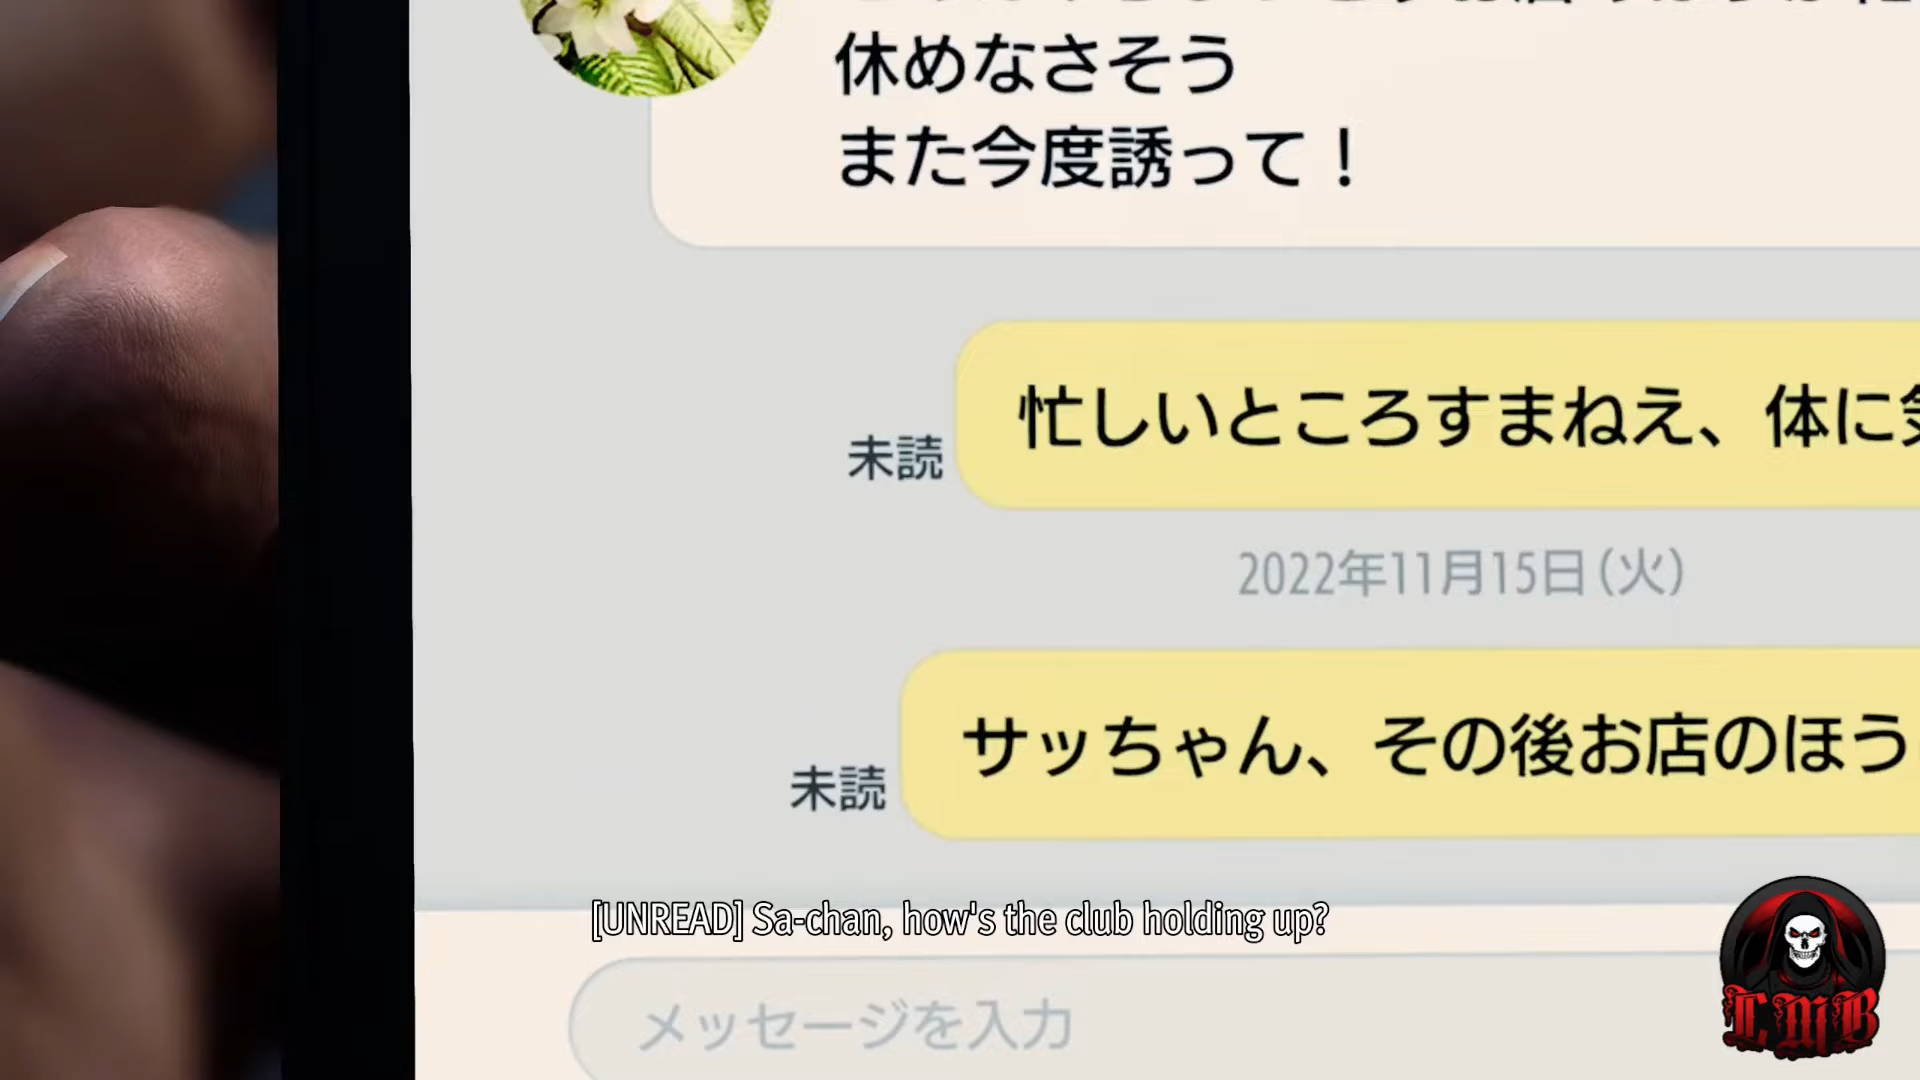 休めなさそう
また今度誘って！
忙しいところすまねえ、体に気
未読
2022年11月15日（火）
サッちゃん、その後お店のほう
未読
[UNREAD] Sa-chan, how's the club holding up?
メッセージを入力
LMB